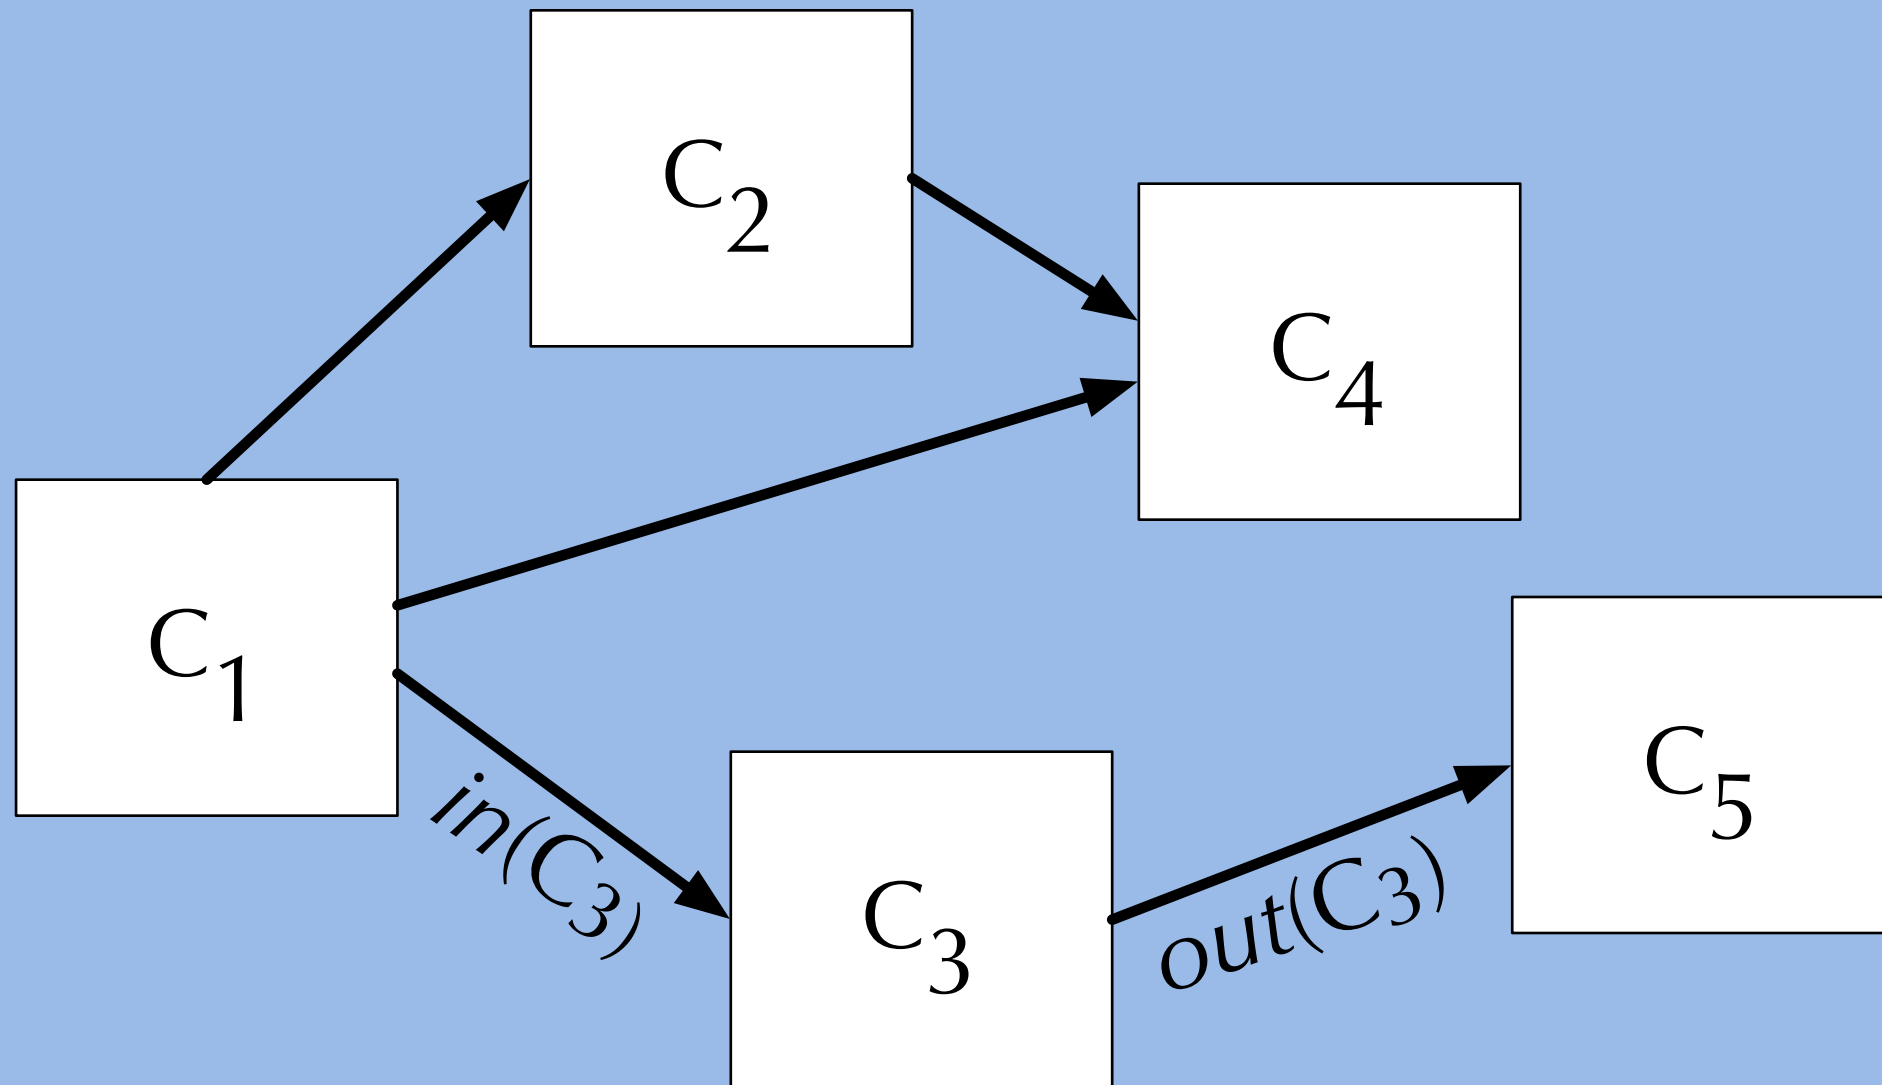 C₂
C₄
C₁
C₅
in(C₃)
C₃
out(C₃)